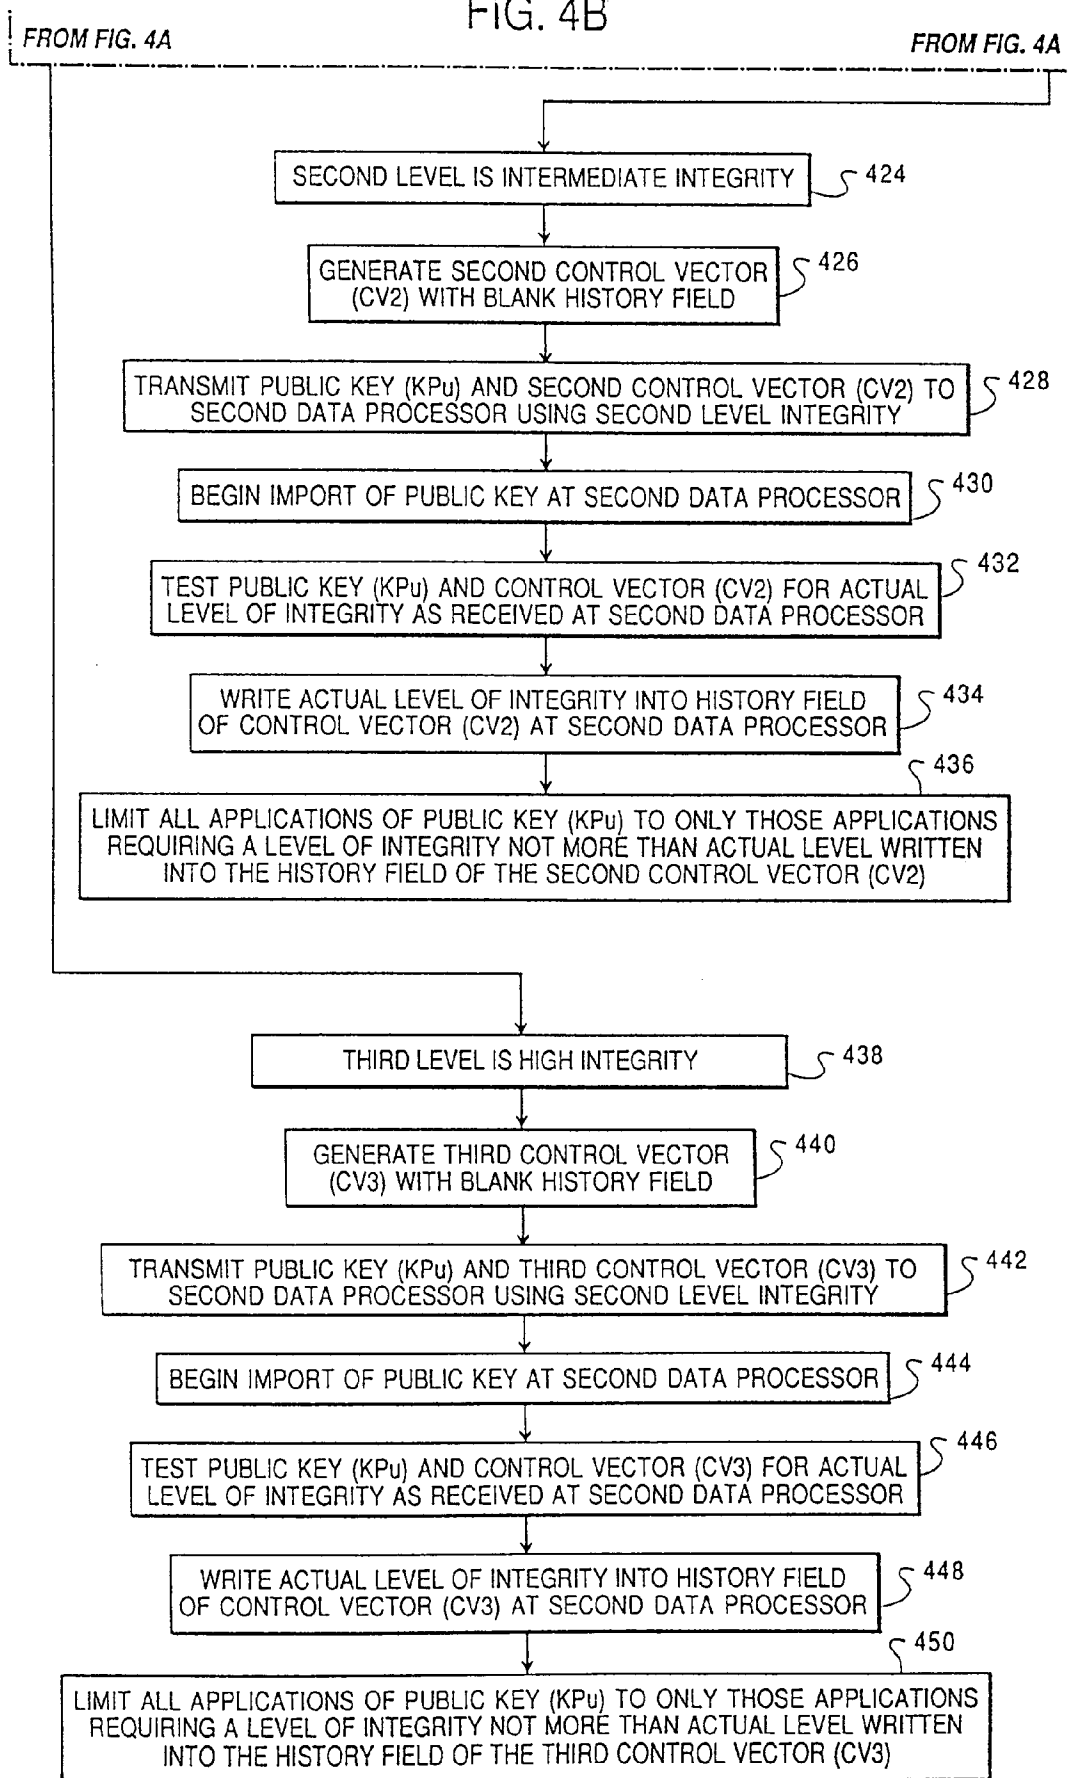 FIG. 4B
FROM FIG. 4A
FROM FIG. 4A
SECOND LEVEL IS INTERMEDIATE INTEGRITY
424
GENERATE SECOND CONTROL VECTOR
(CV2) WITH BLANK HISTORY FIELD
426
TRANSMIT PUBLIC KEY (KPu) AND SECOND CONTROL VECTOR (CV2) TO
SECOND DATA PROCESSOR USING SECOND LEVEL INTEGRITY
428
BEGIN IMPORT OF PUBLIC KEY AT SECOND DATA PROCESSOR
430
TEST PUBLIC KEY (KPu) AND CONTROL VECTOR (CV2) FOR ACTUAL
LEVEL OF INTEGRITY AS RECEIVED AT SECOND DATA PROCESSOR
432
WRITE ACTUAL LEVEL OF INTEGRITY INTO HISTORY FIELD
OF CONTROL VECTOR (CV2) AT SECOND DATA PROCESSOR
434
436
LIMIT ALL APPLICATIONS OF PUBLIC KEY (KPu) TO ONLY THOSE APPLICATIONS
REQUIRING A LEVEL OF INTEGRITY NOT MORE THAN ACTUAL LEVEL WRITTEN
INTO THE HISTORY FIELD OF THE SECOND CONTROL VECTOR (CV2)
THIRD LEVEL IS HIGH INTEGRITY
438
GENERATE THIRD CONTROL VECTOR
(CV3) WITH BLANK HISTORY FIELD
440
TRANSMIT PUBLIC KEY (KPu) AND THIRD CONTROL VECTOR (CV3) TO
SECOND DATA PROCESSOR USING SECOND LEVEL INTEGRITY
442
BEGIN IMPORT OF PUBLIC KEY AT SECOND DATA PROCESSOR
444
TEST PUBLIC KEY (KPu) AND CONTROL VECTOR (CV3) FOR ACTUAL
LEVEL OF INTEGRITY AS RECEIVED AT SECOND DATA PROCESSOR
446
WRITE ACTUAL LEVEL OF INTEGRITY INTO HISTORY FIELD
OF CONTROL VECTOR (CV3) AT SECOND DATA PROCESSOR
448
450
LIMIT ALL APPLICATIONS OF PUBLIC KEY (KPu) TO ONLY THOSE APPLICATIONS
REQUIRING A LEVEL OF INTEGRITY NOT MORE THAN ACTUAL LEVEL WRITTEN
INTO THE HISTORY FIELD OF THE THIRD CONTROL VECTOR (CV3)